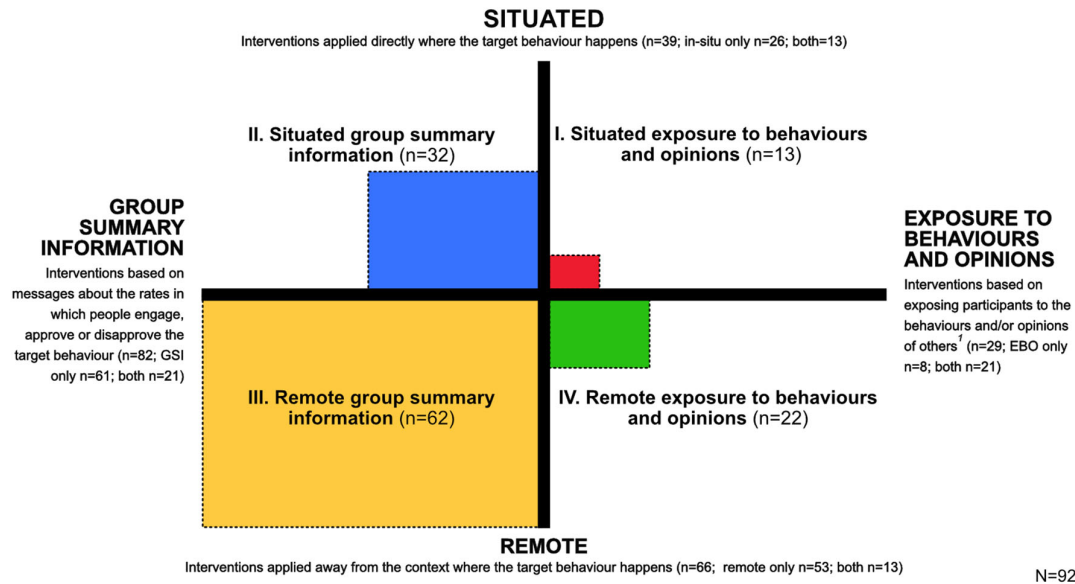 SITUATED
Interventions applied directly where the target behaviour happens (n=39; in-situ only n=26; both=13)
II. Situated group summary
information (n=32)
I. Situated exposure to behaviours
and opinions (n=13)
GROUP
SUMMARY
INFORMATION
Interventions based on
messages about the rates in
which people engage,
approve or disapprove the
target behaviour (n=82; GSI
only n=61; both n=21)
EXPOSURE TO
BEHAVIOURS
AND OPINIONS
Interventions based on
exposing participants to the
behaviours and/or opinions
of others¹ (n=29; EBO only
n=8; both n=21)
III. Remote group summary
information (n=62)
IV. Remote exposure to behaviours
and opinions (n=22)
REMOTE
Interventions applied away from the context where the target behaviour happens (n=66; remote only n=53; both n=13)
N=92